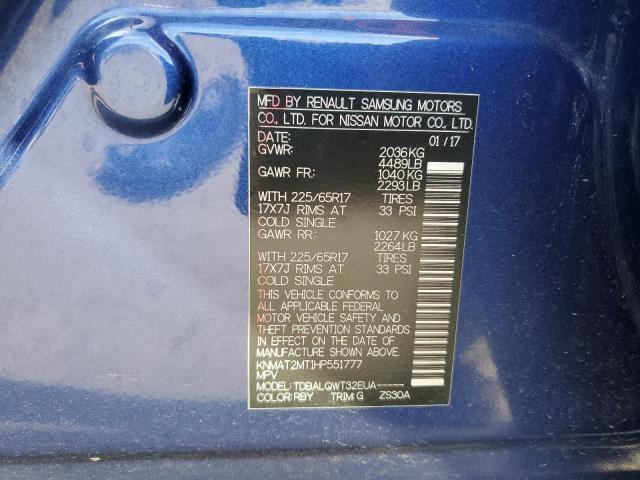 MFD BY RENAULT SAMSUNG MOTORS
CO., LTD. FOR NISSAN MOTOR CO., LTD.
DATE: 01/17
GVWR: 2036KG
4489LB
GAWR FR: 1040KG
2293LB
WITH 225/65R17 TIRES
17X7J RIMS AT 33 PSI
COLD SINGLE
GAWR RR: 1027KG
2264LB
WITH 225/65R17 TIRES
17X7J RIMS AT 33 PSI
COLD SINGLE
THIS VEHICLE CONFORMS TO
ALL APPLICABLE FEDERAL
MOTOR VEHICLE SAFETY AND
THEFT PREVENTION STANDARDS
IN EFFECT ON THE DATE OF
MANUFACTURE SHOWN ABOVE.
KNMAT2MT1HP551777
MPV
MODEL: TDBALQWT32EUA-----
COLOR: RBY TRIM: G ZS30A